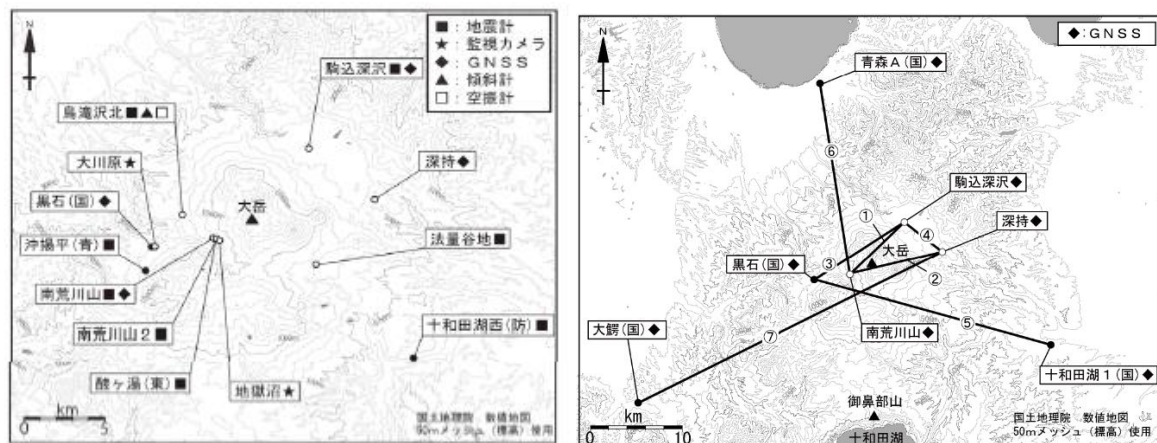 N
■：地震計
★：監視カメラ
◆：ＧＮＳＳ
▲：傾斜計
□：空振計
駒込深沢■◆
鳥滝沢北■▲□
大川原★
深持◆
黒石(国)◆
大岳
沖揚平(青)■
法量谷地■
南荒川山■◆
南荒川山２■
十和田湖西(防)■
酸ヶ湯(東)■
地獄沼★
km
0 5
国土地理院 数値地図
50mメッシュ（標高）使用
N
◆:ＧＮＳＳ
青森Ａ(国)◆
⑥
駒込深沢◆
①
深持◆
④
大岳
黒石(国)◆
③
②
大鰐(国)◆
⑦
南荒川山◆
⑤
十和田湖１(国)◆
御鼻部山
km
0 10
十和田湖
国土地理院 数値地図
50mメッシュ（標高）使用